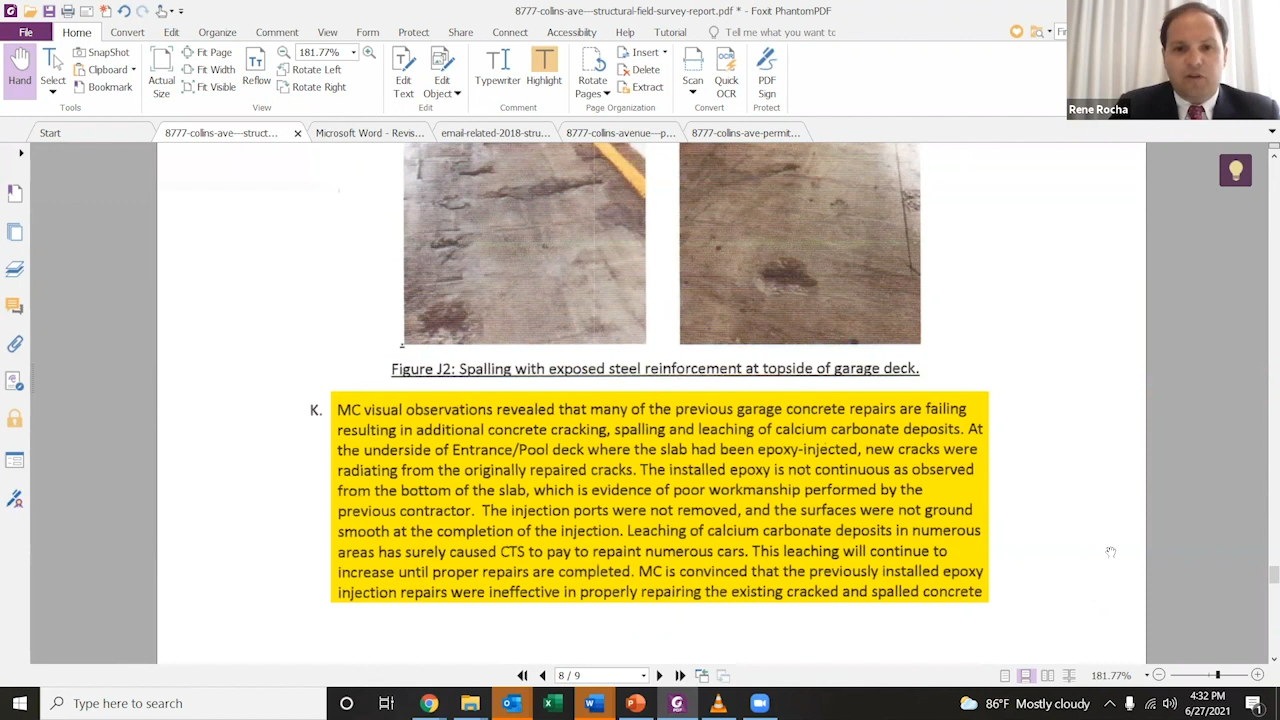 8777-collins-ave---structural-field-survey-report.pdf * - Foxit PhantomPDF
File Home Convert Edit Organize Comment View Form Protect Share Connect Accessibility Help Tutorial Tell me what you want to
Hand
Select
Tools
SnapShot
Clipboard
Bookmark
Actual Size
Fit Page
Fit Width
Fit Visible
Reflow
181.77%
Rotate Left
Rotate Right
View
Edit Text
Edit Object
Edit
Typewriter
Highlight
Comment
Rotate Pages
Insert
Delete
Extract
Page Organization
Scan
Quick OCR
Convert
PDF Sign
Protect
Rene Rocha
Start 8777-collins-ave---struct... Microsoft Word - Revis... email-related-2018-stru... 8777-collins-avenue---p... 8777-collins-ave-permit...
Figure J2: Spalling with exposed steel reinforcement at topside of garage deck.
K. MC visual observations revealed that many of the previous garage concrete repairs are failing
resulting in additional concrete cracking, spalling and leaching of calcium carbonate deposits. At
the underside of Entrance/Pool deck where the slab had been epoxy-injected, new cracks were
radiating from the originally repaired cracks. The installed epoxy is not continuous as observed
from the bottom of the slab, which is evidence of poor workmanship performed by the
previous contractor. The injection ports were not removed, and the surfaces were not ground
smooth at the completion of the injection. Leaching of calcium carbonate deposits in numerous
areas has surely caused CTS to pay to repaint numerous cars. This leaching will continue to
increase until proper repairs are completed. MC is convinced that the previously installed epoxy
injection repairs were ineffective in properly repairing the existing cracked and spalled concrete
8 / 9
181.77%
Type here to search
86°F Mostly cloudy
4:32 PM
6/27/2021